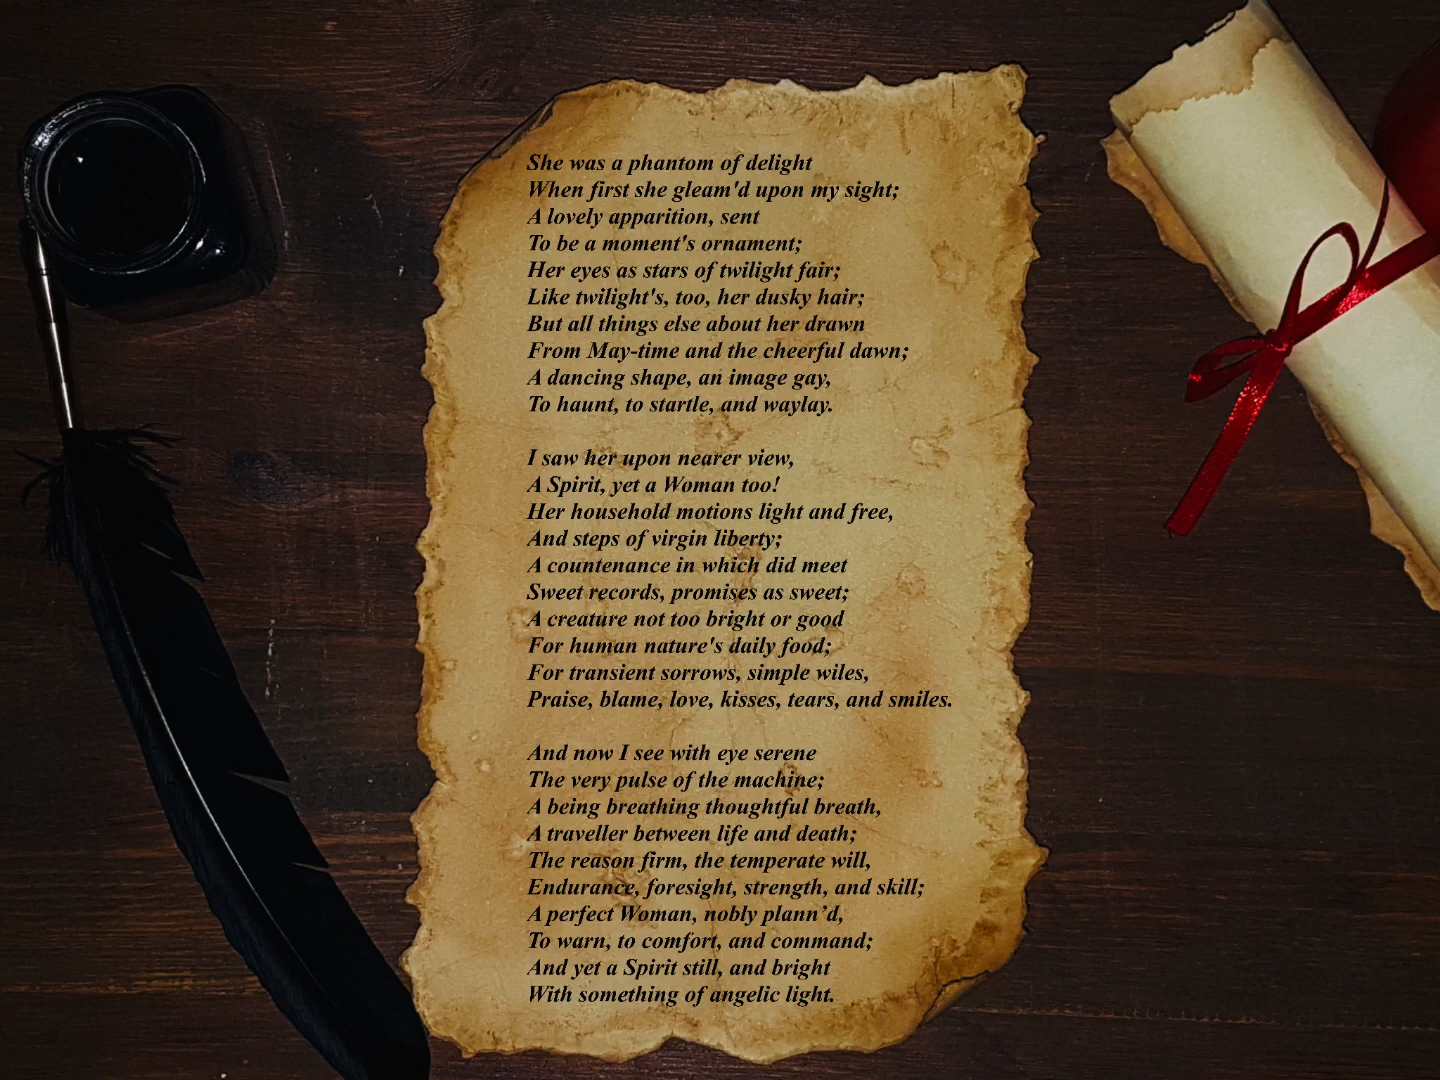 She was a phantom of delight
When first she gleam'd upon my sight;
A lovely apparition, sent
To be a moment's ornament;
Her eyes as stars of twilight fair;
Like twilight's, too, her dusky hair;
But all things else about her drawn
From May-time and the cheerful dawn;
A dancing shape, an image gay,
To haunt, to startle, and waylay.

I saw her upon nearer view,
A Spirit, yet a Woman too!
Her household motions light and free,
And steps of virgin liberty;
A countenance in which did meet
Sweet records, promises as sweet;
A creature not too bright or good
For human nature's daily food;
For transient sorrows, simple wiles,
Praise, blame, love, kisses, tears, and smiles.

And now I see with eye serene
The very pulse of the machine;
A being breathing thoughtful breath,
A traveller between life and death;
The reason firm, the temperate will,
Endurance, foresight, strength, and skill;
A perfect Woman, nobly plann’d,
To warn, to comfort, and command;
And yet a Spirit still, and bright
With something of angelic light.